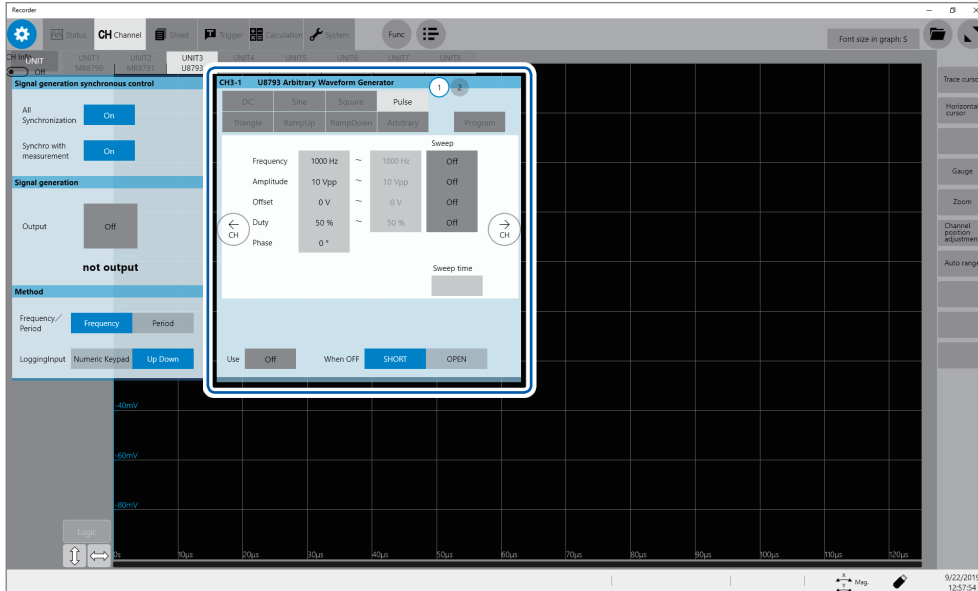 Recorder
Status CH Channel Sheet Trigger Calculation System Func Font size in graph: S
CH Info UNIT UNIT1 UNIT2 UNIT3 UNIT4 UNIT5 UNIT6 UNIT7 UNIT8
Off MR8790 MR8791 U8793
Signal generation synchronous control
All
Synchronization On
Synchro with
measurement On
Signal generation
Output Off
not output
Method
Frequency/
Period Frequency Period
LoggingInput Numeric Keypad Up Down
CH3-1 U8793 Arbitrary Waveform Generator 1 2
DC Sine Square Pulse
Triangle RampUp RampDown Arbitrary Program
Sweep
Frequency 1000 Hz ~ 1000 Hz Off
Amplitude 10 Vpp ~ 10 Vpp Off
Offset 0 V ~ 0 V Off
Duty 50 % ~ 50 % Off
Phase 0 °
← CH
→ CH
Sweep time
Use Off When OFF SHORT OPEN
Trace curso
Horizonta
cursor
Gauge
Zoom
Channel
position
adjustmen
Auto range
-40mV
-60mV
-80mV
Logic
0s 10µs 20µs 30µs 40µs 50µs 60µs 70µs 80µs 90µs 100µs 110µs 120µs
X
Y Mag.
9/22/2019
12:57:54